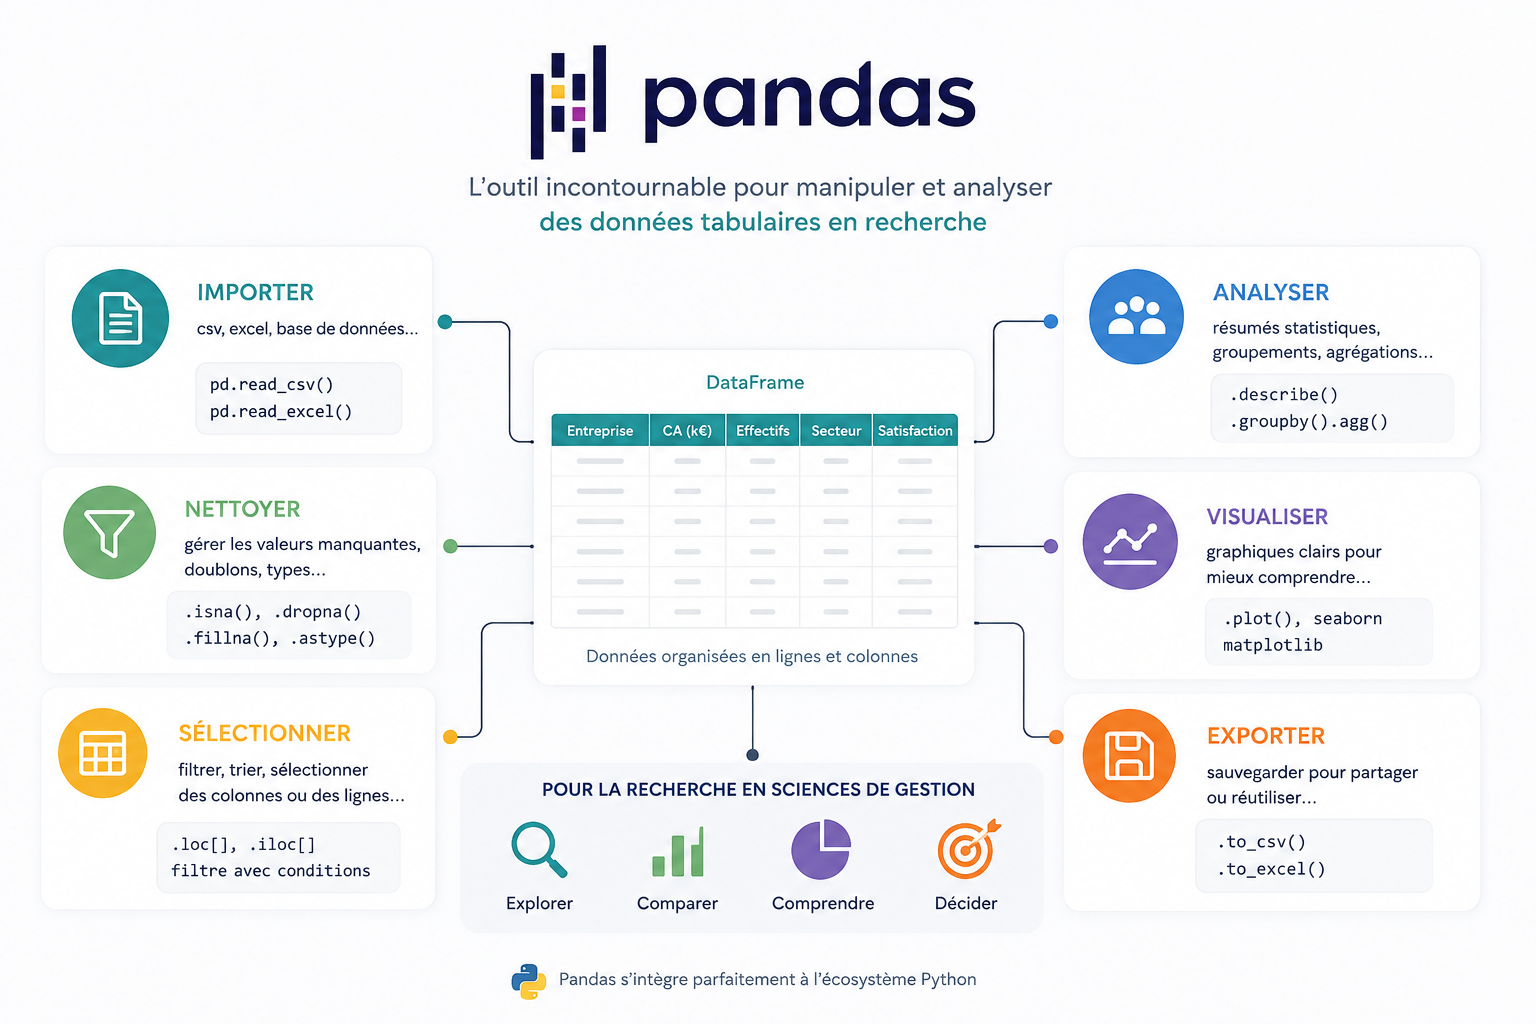 pandas
L'outil incontournable pour manipuler et analyser
des données tabulaires en recherche
IMPORTER
csv, excel, base de données...
pd.read_csv()
pd.read_excel()
NETTOYER
gérer les valeurs manquantes,
doublons, types...
.isna(), .dropna()
.fillna(), .astype()
SÉLECTIONNER
filtrer, trier, sélectionner
des colonnes ou des lignes...
.loc[], .iloc[]
filtre avec conditions
DataFrame
Entreprise CA (k€) Effectifs Secteur Satisfaction
Données organisées en lignes et colonnes
ANALYSER
résumés statistiques,
groupements, agrégations...
.describe()
.groupby().agg()
VISUALISER
graphiques clairs pour
mieux comprendre...
.plot(), seaborn
matplotlib
EXPORTER
sauvegarder pour partager
ou réutiliser...
.to_csv()
.to_excel()
POUR LA RECHERCHE EN SCIENCES DE GESTION
Explorer Comparer Comprendre Décider
Pandas s'intègre parfaitement à l'écosystème Python